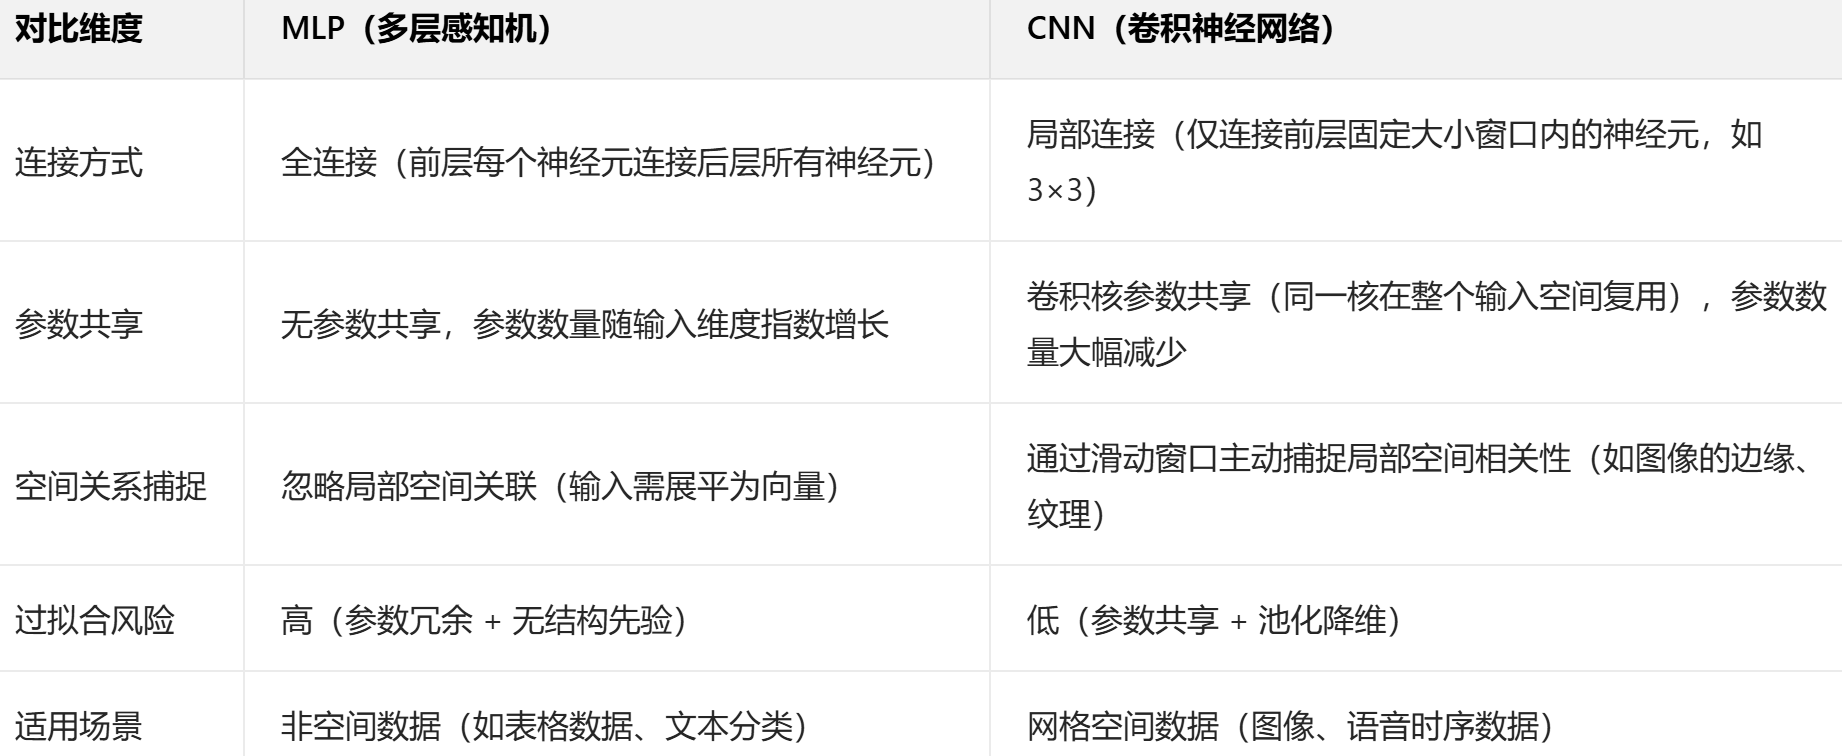 对比维度 MLP（多层感知机） CNN（卷积神经网络）
连接方式 全连接（前层每个神经元连接后层所有神经元） 局部连接（仅连接前层固定大小窗口内的神经元，如
3×3）
参数共享 无参数共享，参数数量随输入维度指数增长 卷积核参数共享（同一核在整个输入空间复用），参数数
量大幅减少
空间关系捕捉 忽略局部空间关联（输入需展平为向量） 通过滑动窗口主动捕捉局部空间相关性（如图像的边缘、
纹理）
过拟合风险 高（参数冗余 + 无结构先验） 低（参数共享 + 池化降维）
适用场景 非空间数据（如表格数据、文本分类） 网格空间数据（图像、语音时序数据）